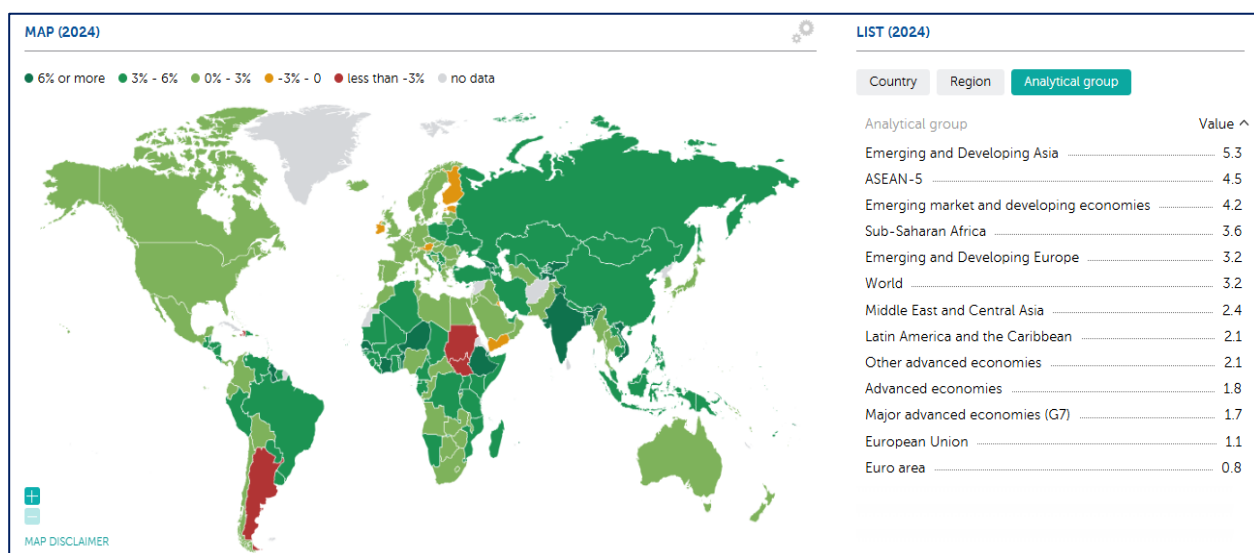 MAP (2024)
6% or more 3% - 6% 0% - 3% -3% - 0 less than -3% no data
MAP DISCLAIMER
LIST (2024)
Country Region Analytical group
Analytical group Value
Emerging and Developing Asia 5.3
ASEAN-5 4.5
Emerging market and developing economies 4.2
Sub-Saharan Africa 3.6
Emerging and Developing Europe 3.2
World 3.2
Middle East and Central Asia 2.4
Latin America and the Caribbean 2.1
Other advanced economies 2.1
Advanced economies 1.8
Major advanced economies (G7) 1.7
European Union 1.1
Euro area 0.8